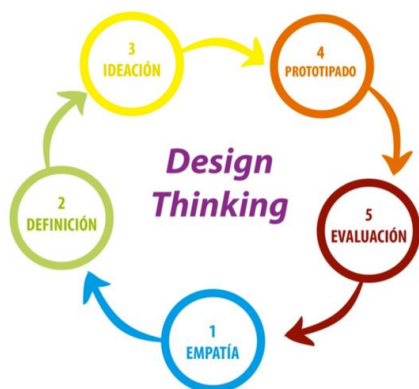 3
IDEACIÓN
4
PROTOTIPADO
Design
Thinking
2
DEFINICIÓN
5
EVALUACIÓN
1
EMPATÍA